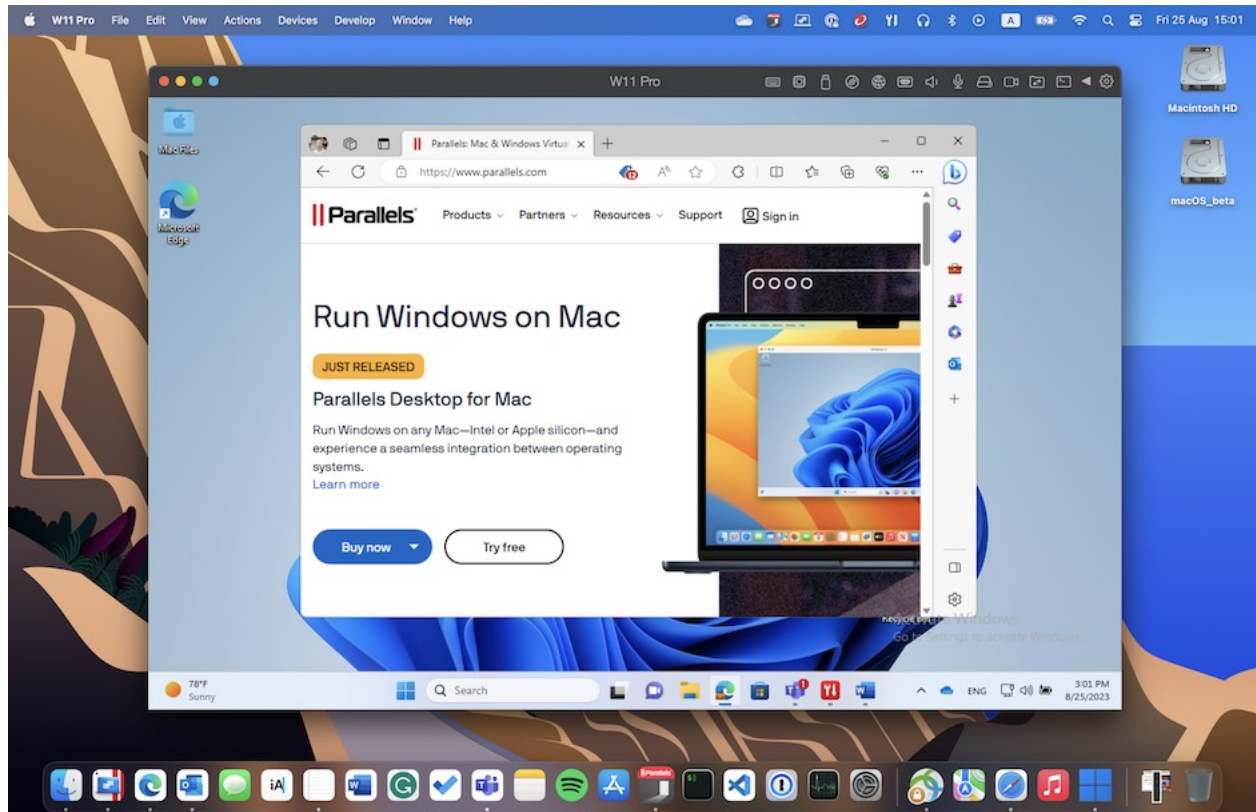 W11 Pro File Edit View Actions Devices Develop Window Help
A
Fri 25 Aug 15:01
W11 Pro
Macintosh HD
macOS_beta
Mac Files
Microsoft
Edge
Parallels: Mac & Windows Virtual
https://www.parallels.com
12
Parallels
Products
Partners
Resources
Support
Sign in
Run Windows on Mac
JUST RELEASED
Parallels Desktop for Mac
Run Windows on any Mac—Intel or Apple silicon—and
experience a seamless integration between operating
systems.
Learn more
Buy now
Try free
Activate Windows
Go to Settings to activate Windows.
78°F
Sunny
Search
ENG
3:01 PM
8/25/2023
Parallels
iA